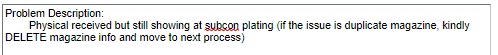 Problem Description:
Physical received but still showing at subcon plating (if the issue is duplicate magazine, kindly
DELETE magazine info and move to next process)